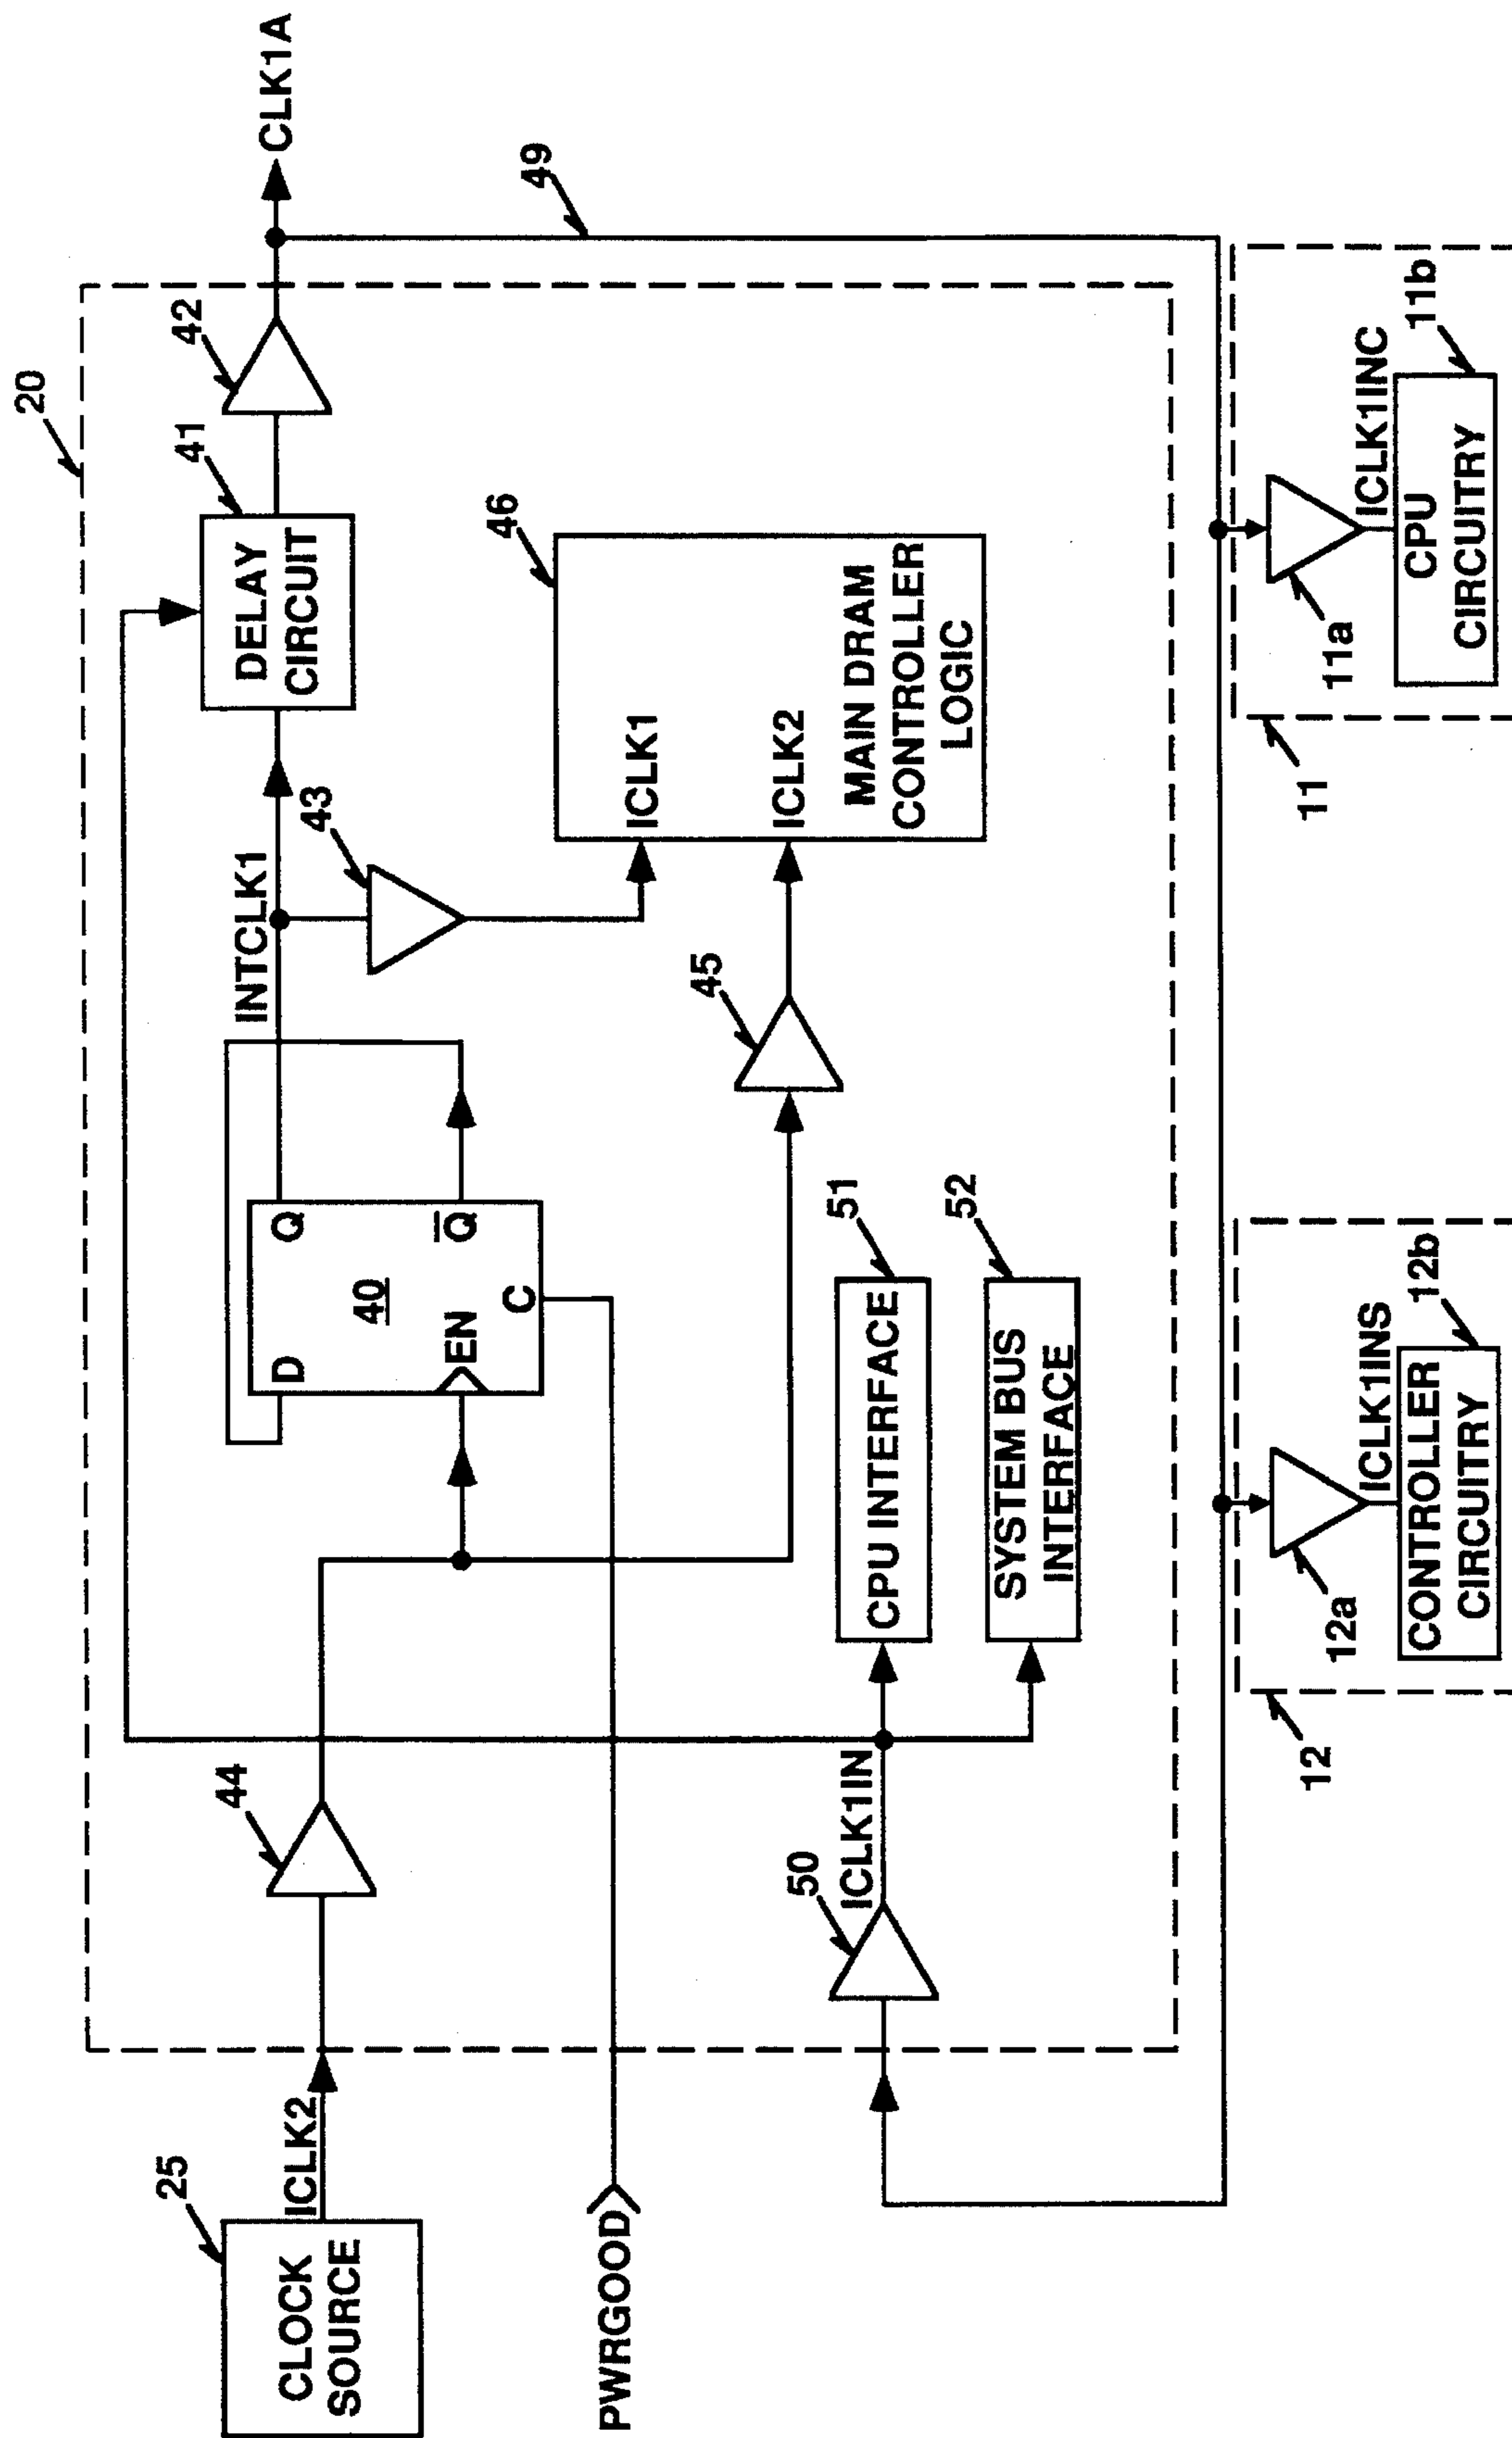 20
CLK1A
42
41
DELAY
CIRCUIT
49
INTCLK1
43
46
ICLK1
ICLK2
MAIN DRAM
CONTROLLER
LOGIC
45
D
Q
Q̅
40
EN
C
44
25
CLOCK
SOURCE
ICLK2
PWRGOOD
50
ICLK1IN
51
CPU INTERFACE
52
SYSTEM BUS
INTERFACE
12
12a
ICLK1INS
12b
CONTROLLER
CIRCUITRY
11
11a
ICLK1INC
11b
CPU
CIRCUITRY